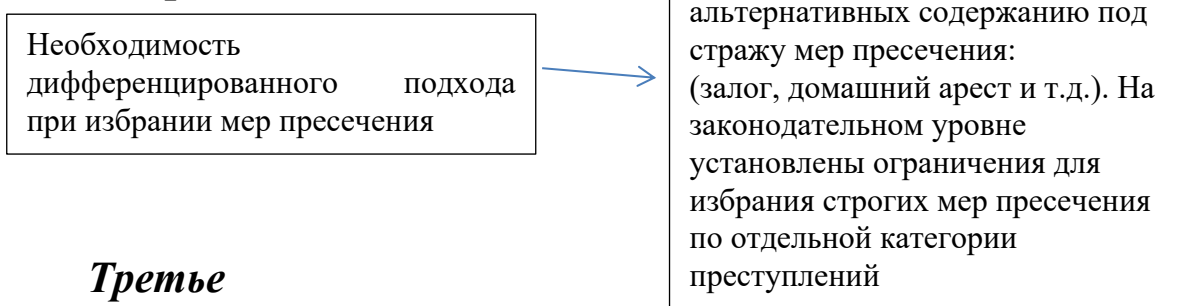 Необходимость
дифференцированного подхода
при избрании мер пресечения
альтернативных содержанию под
стражу мер пресечения:
(залог, домашний арест и т.д.). На
законодательном уровне
установлены ограничения для
избрания строгих мер пресечения
по отдельной категории
преступлений
Третье